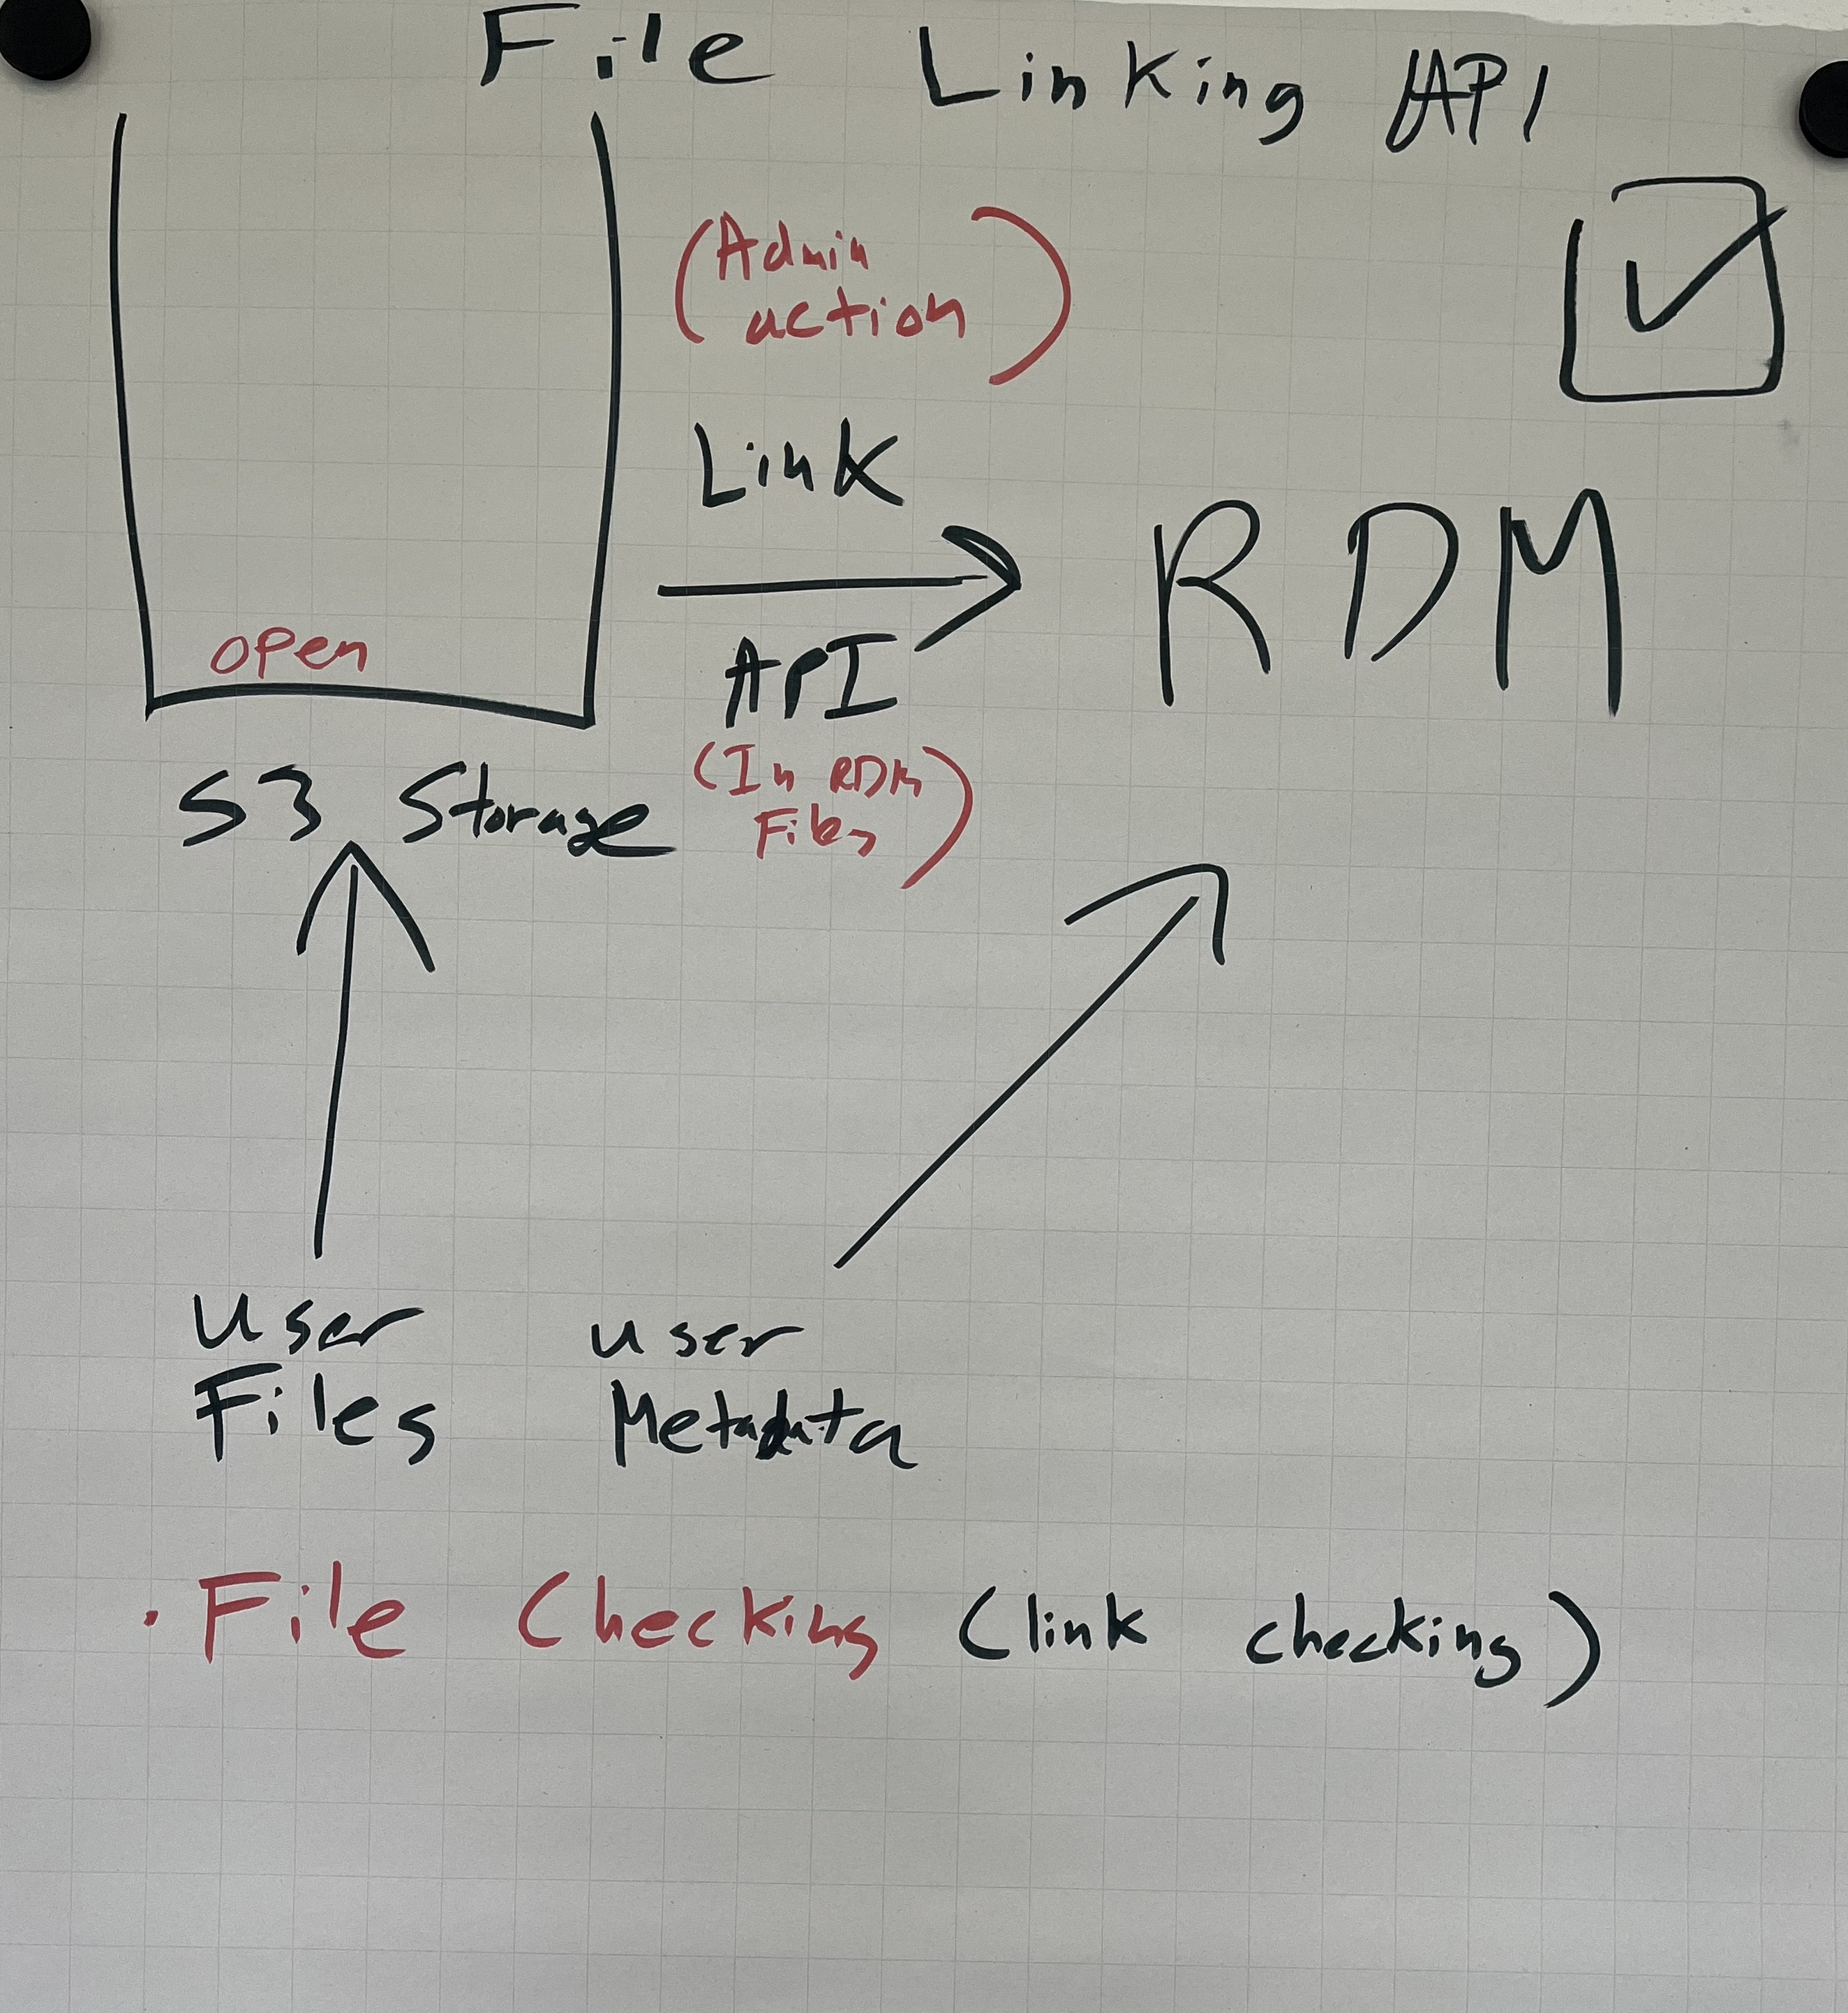 File Linking API
(Admin
action)
Link
RDM
API
open
(In RDM
Files)
S3 Storage
User
Files
user
Metadata
· File Checking (link checking)